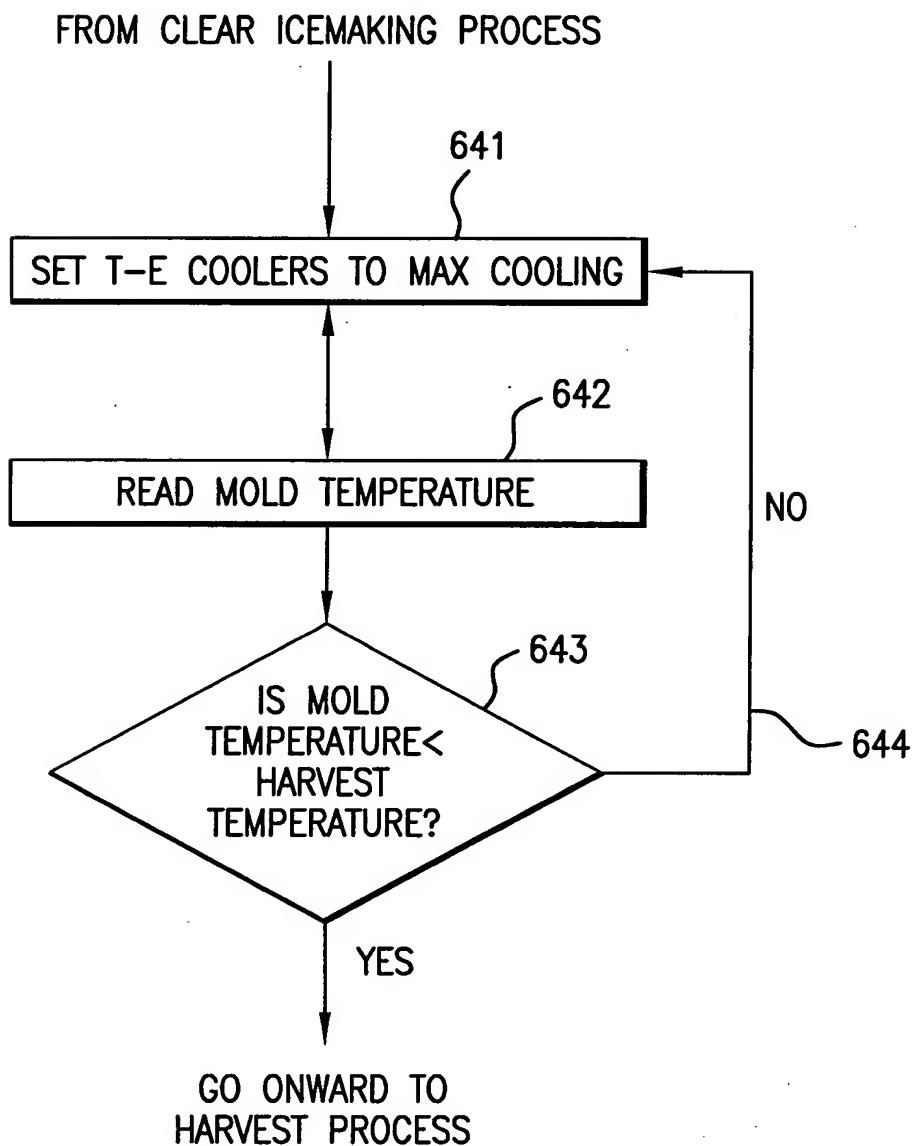 FROM CLEAR ICEMAKING PROCESS
641
SET T-E COOLERS TO MAX COOLING
642
READ MOLD TEMPERATURE
NO
643
IS MOLD
TEMPERATURE<
HARVEST
TEMPERATURE?
644
YES
GO ONWARD TO
HARVEST PROCESS